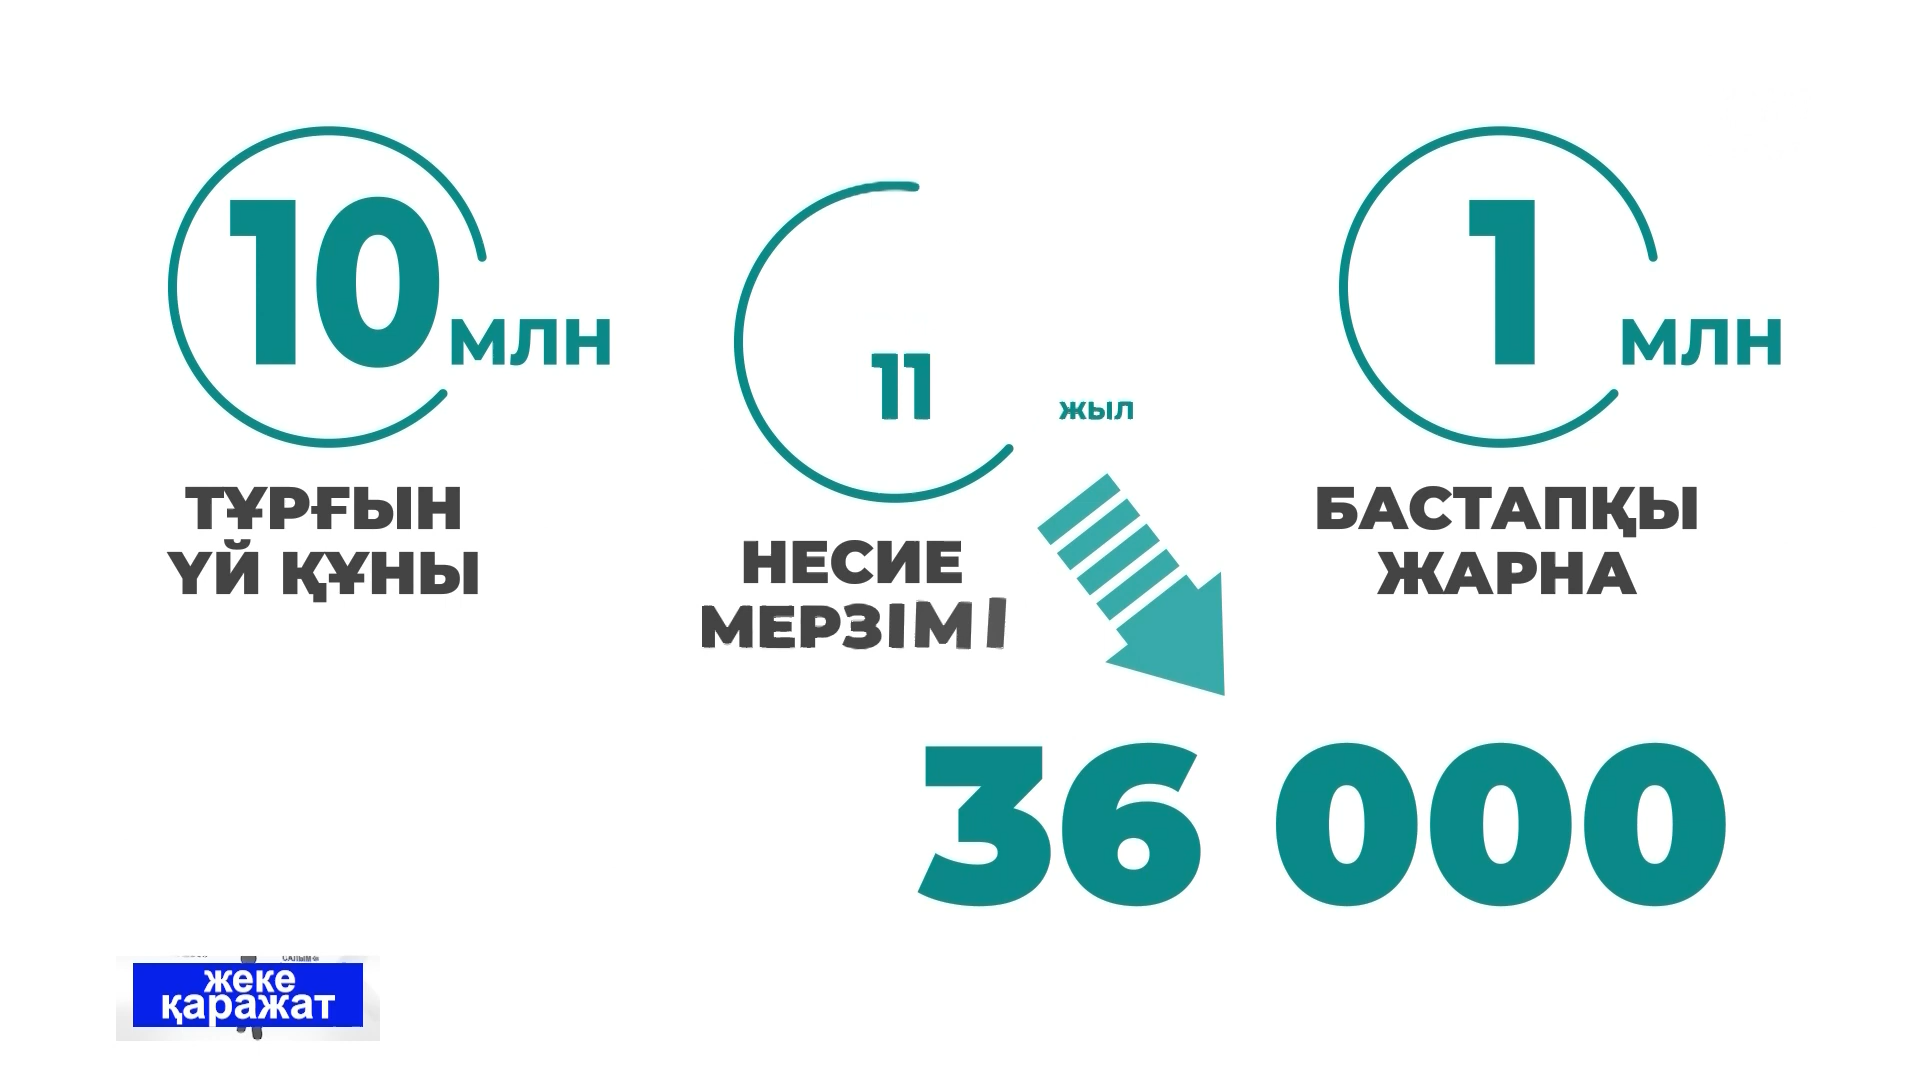 10 МЛН
ТҰРҒЫН
ҮЙ ҚҰНЫ
11 жыл
НЕСИЕ
МЕРЗІМІ
1 МЛН
БАСТАПҚЫ
ЖАРНА
36 000
жеке
қаражат